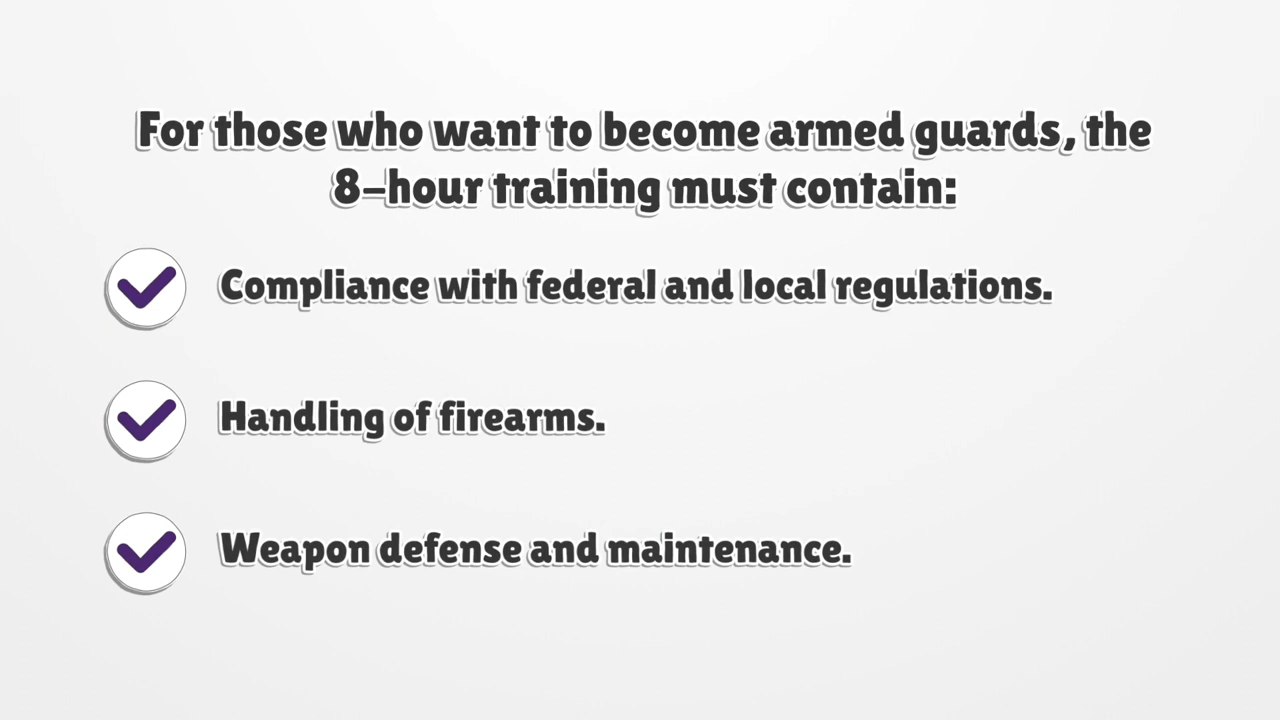 For those who want to become armed guards, the
8-hour training must contain:
Compliance with federal and local regulations.
Handling of firearms.
Weapon defense and maintenance.